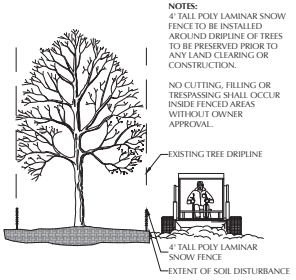 NOTES:
4' TALL POLY LAMINAR SNOW
FENCE TO BE INSTALLED
AROUND DRIPLINE OF TREES
TO BE PRESERVED PRIOR TO
ANY LAND CLEARING OR
CONSTRUCTION.
NO CUTTING, FILLING OR
TRESPASSING SHALL OCCUR
INSIDE FENCED AREAS
WITHOUT OWNER
APPROVAL.
EXISTING TREE DRIPLINE
4' TALL POLY LAMINAR
SNOW FENCE
EXTENT OF SOIL DISTURBANCE